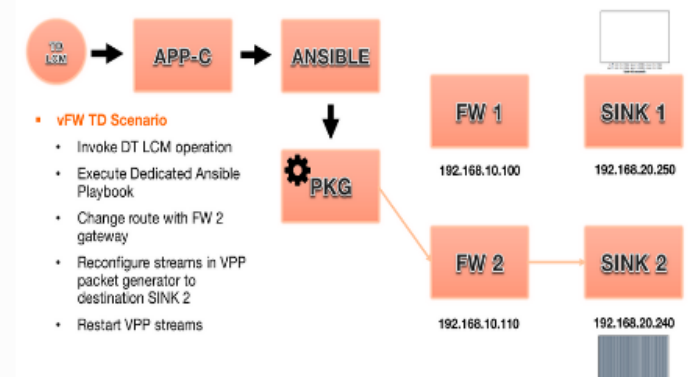 TD
LCM
APP-C
ANSIBLE
FW 1
SINK 1
vFW TD Scenario
192.168.10.100
192.168.20.250
Invoke DT LCM operation
Execute Dedicated Ansible
Playbook
PKG
Change route with FW 2
gateway
Reconfigure streams in VPP
packet generator to
destination SINK 2
FW 2
SINK 2
Restart VPP streams
192.168.10.110
192.168.20.240